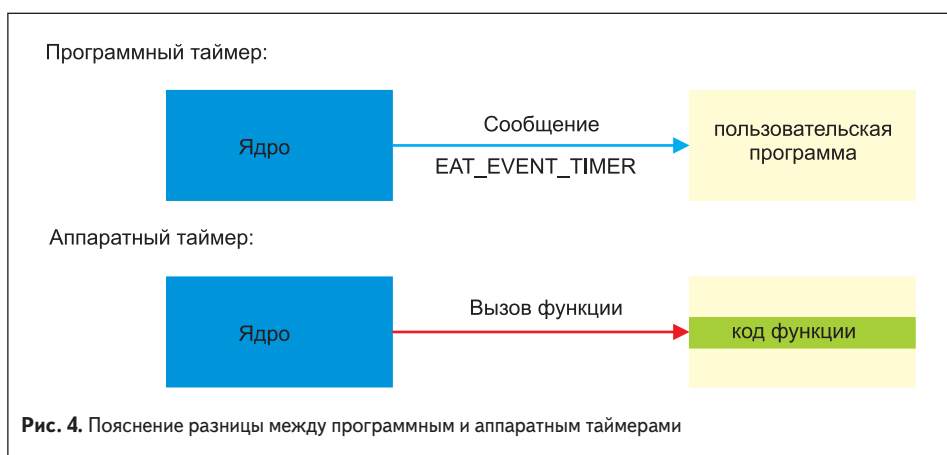 Программный таймер:
Ядро
Сообщение
EAT_EVENT_TIMER
пользовательская
программа
Аппаратный таймер:
Ядро
Вызов функции
код функции
Рис. 4. Пояснение разницы между программным и аппаратным таймерами